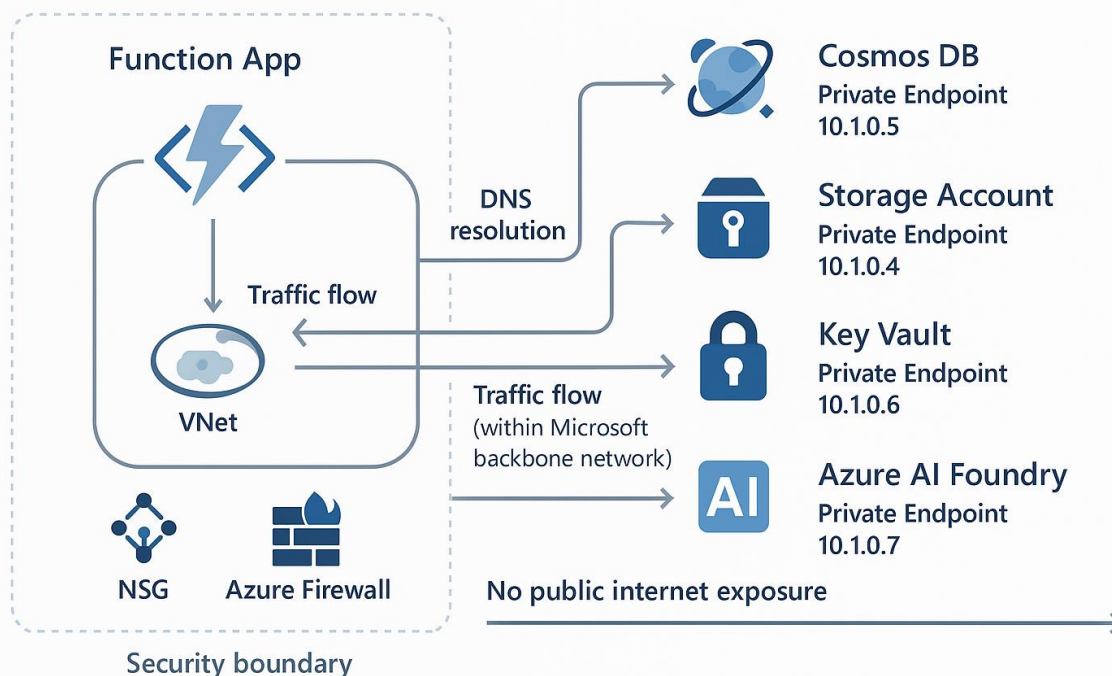 Function App
Cosmos DB
Private Endpoint
10.1.0.5
DNS
resolution
Storage Account
Private Endpoint
10.1.0.4
Traffic flow
Key Vault
Private Endpoint
10.1.0.6
VNet
Traffic flow
(within Microsoft
backbone network)
AI
Azure AI Foundry
Private Endpoint
10.1.0.7
NSG
Azure Firewall
No public internet exposure
Security boundary